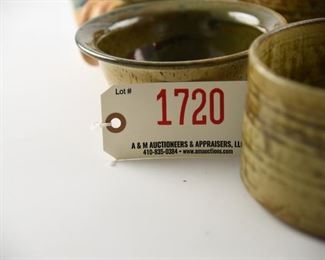 Lot #
1720
A & M AUCTIONEERS & APPRAISERS, LLC
410-835-0384 • www.amauctions.com